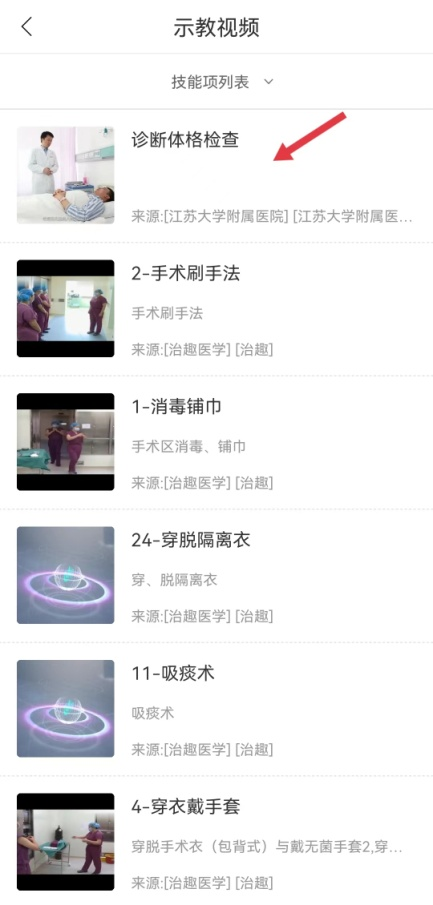 示教视频
技能项列表
诊断体格检查
来源:[江苏大学附属医院] [江苏大学附属医...
2-手术刷手法
手术刷手法
来源:[治趣医学] [治趣]
1-消毒铺巾
手术区消毒、铺巾
来源:[治趣医学] [治趣]
24-穿脱隔离衣
穿、脱隔离衣
来源:[治趣医学] [治趣]
11-吸痰术
吸痰术
来源:[治趣医学] [治趣]
4-穿衣戴手套
穿脱手术衣（包背式）与戴无菌手套2,穿...
来源:[治趣医学] [治趣]